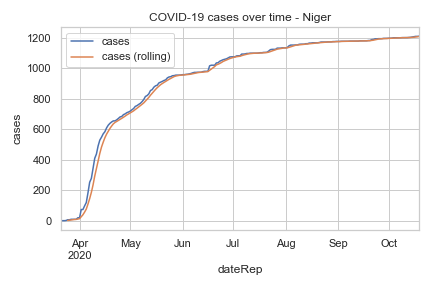 COVID-19 cases over time - Niger
cases
cases (rolling)
1200
1000
800
600
400
200
0
cases
Apr
2020
May
Jun
Jul
Aug
Sep
Oct
dateRep